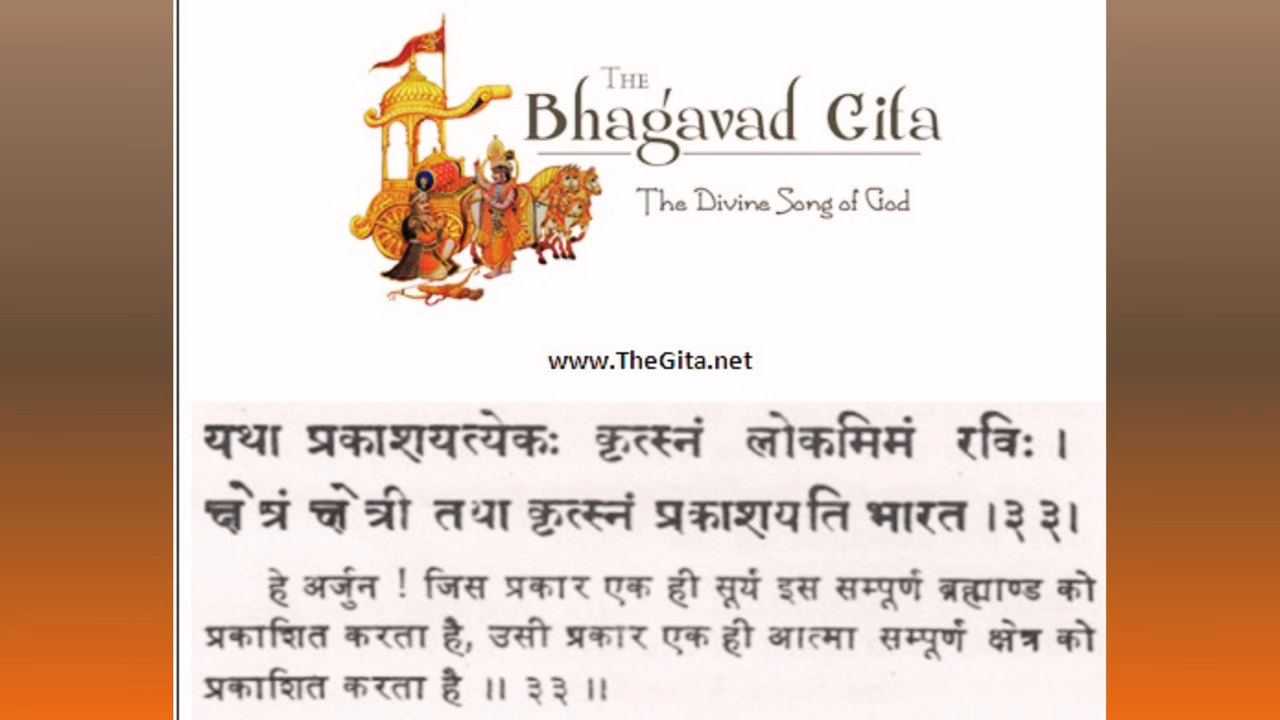 THE
Bhagavad Gita
The Divine Song of God
www.TheGita.net
यथा प्रकाशयत्येकः कृत्स्नं लोकमिमं रविः ।
क्षेत्रं क्षेत्री तथा कृत्स्नं प्रकाशयति भारत ।३३।
हे अर्जुन ! जिस प्रकार एक ही सूर्य इस सम्पूर्ण ब्रह्माण्ड को
प्रकाशित करता है, उसी प्रकार एक ही आत्मा सम्पूर्ण क्षेत्र को
प्रकाशित करता है ॥ ३३ ॥